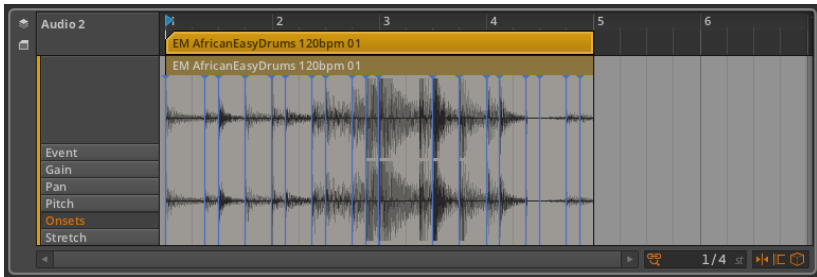 Audio 2
1 2 3 4 5 6
EM AfricanEasyDrums 120bpm 01
EM AfricanEasyDrums 120bpm 01
Event
Gain
Pan
Pitch
Onsets
Stretch
1/4 st